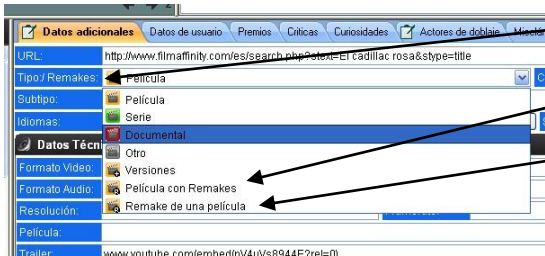 Datos adicionales Datos de usuario Premios Criticas Curiosidades Actores de doblaje
URL: http://www.filmaffinity.com/es/search.php?stext=El cadillac rosa&stype=title
Tipo:/ Remakes: Película
Subtipo: Película
Serie
Idiomas: Documental
Otro
Datos Técni
Versiones
Formato Video:
Película con Remakes
Formato Audio:
Remake de una película
Resolución:
Película:
Trailer: www.youtube.com/embed/nV4uVs8944E?rel=0)